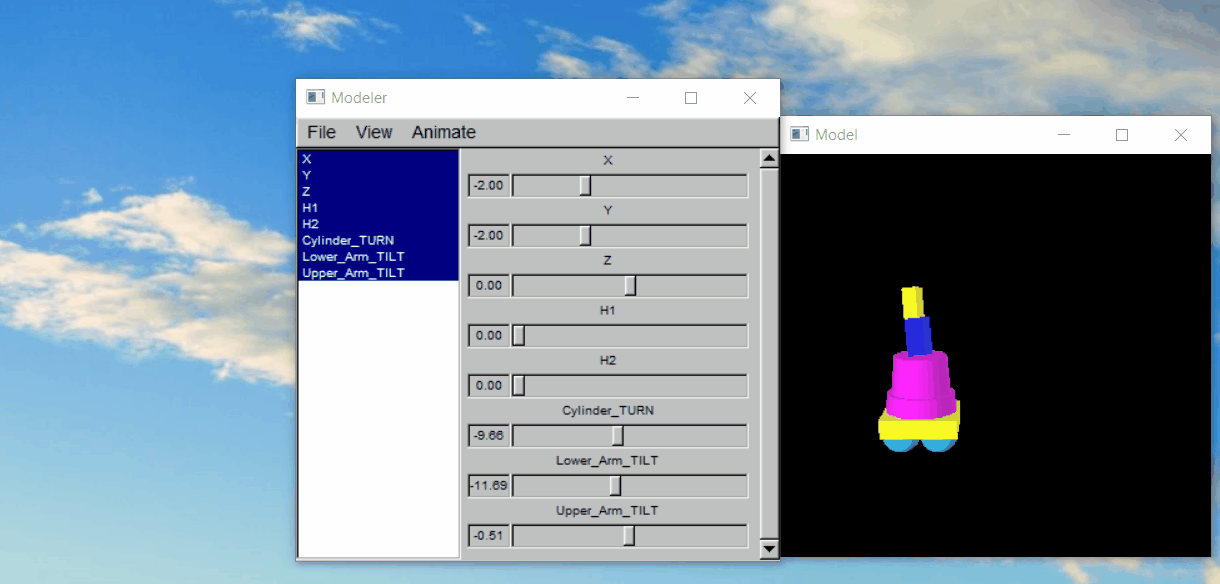 Modeler
File View Animate
X
Y
Z
H1
H2
Cylinder_TURN
Lower_Arm_TILT
Upper_Arm_TILT
X
-2.00
Y
-2.00
Z
0.00
H1
0.00
H2
0.00
Cylinder_TURN
-9.66
Lower_Arm_TILT
-11.69
Upper_Arm_TILT
-0.51
Model